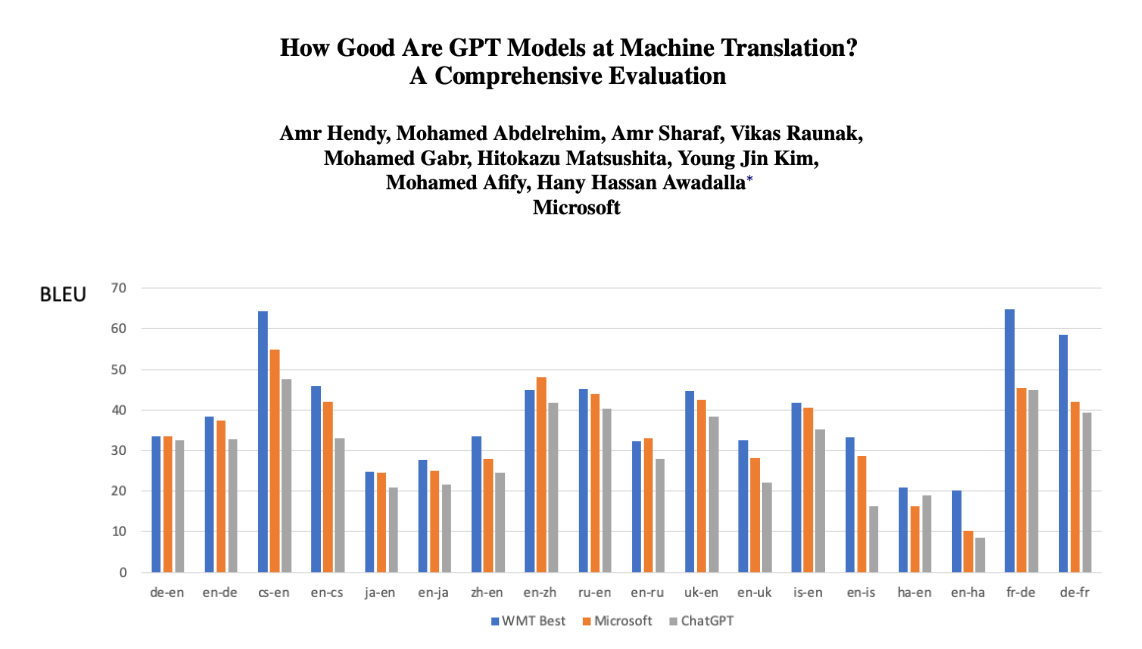 How Good Are GPT Models at Machine Translation?
A Comprehensive Evaluation
Amr Hendy, Mohamed Abdelrehim, Amr Sharaf, Vikas Raunak,
Mohamed Gabr, Hitokazu Matsushita, Young Jin Kim,
Mohamed Afify, Hany Hassan Awadalla*
Microsoft
BLEU
70
60
50
40
30
20
10
0
de-en en-de cs-en en-cs ja-en en-ja zh-en en-zh ru-en en-ru uk-en en-uk is-en en-is ha-en en-ha fr-de de-fr
WMT Best Microsoft ChatGPT